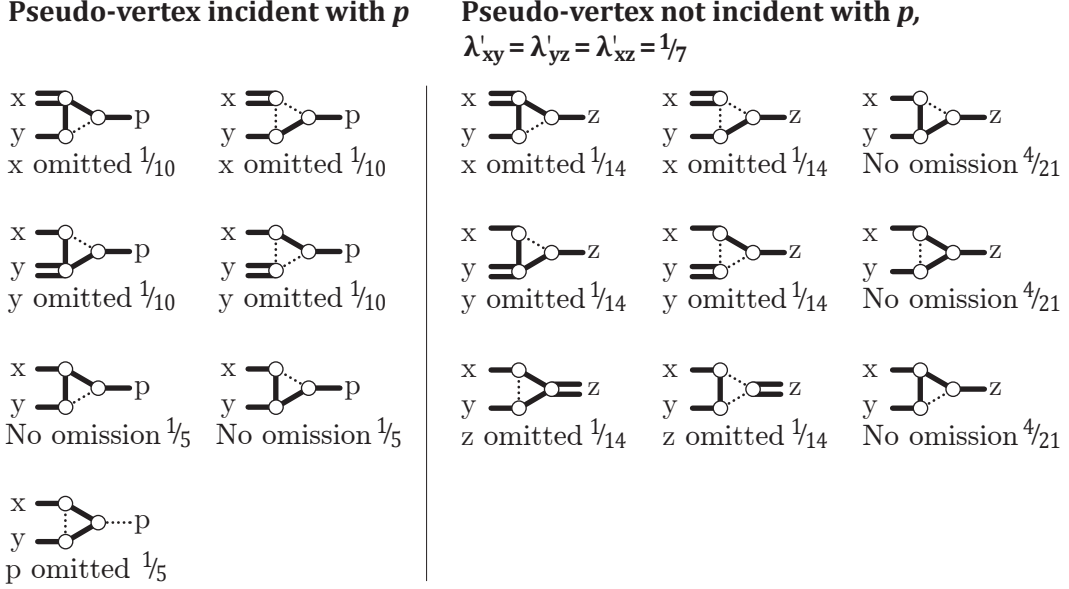 Pseudo-vertex incident with p
Pseudo-vertex not incident with p,
λ'xy = λ'yz = λ'xz = 1/7
x
y
p
x omitted 1/10
x
y
p
x omitted 1/10
x
y
z
x omitted 1/14
x
y
z
x omitted 1/14
x
y
z
No omission 4/21
x
y
p
y omitted 1/10
x
y
p
y omitted 1/10
x
y
z
y omitted 1/14
x
y
z
y omitted 1/14
x
y
z
No omission 4/21
x
y
p
No omission 1/5
x
y
p
No omission 1/5
x
y
z
z omitted 1/14
x
y
z
z omitted 1/14
x
y
z
No omission 4/21
x
y
p
p omitted 1/5